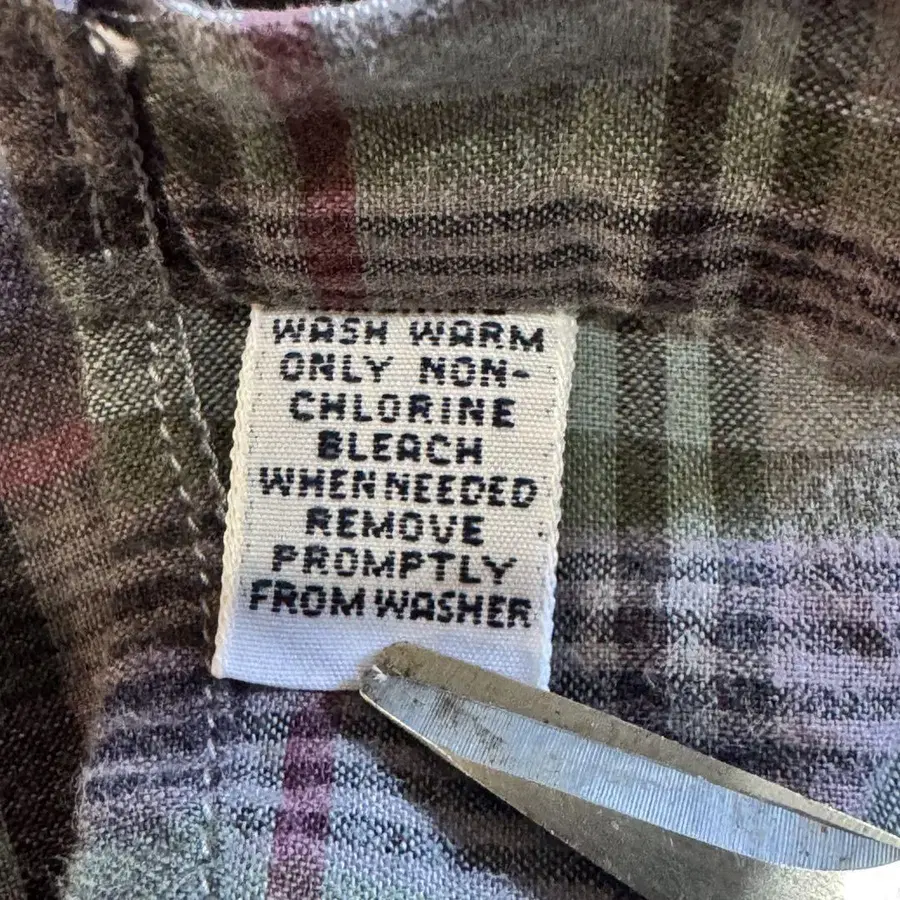 WASH WARM
ONLY NON-
CHLORINE
BLEACH
WHEN NEEDED
REMOVE
PROMPTLY
FROM WASHER